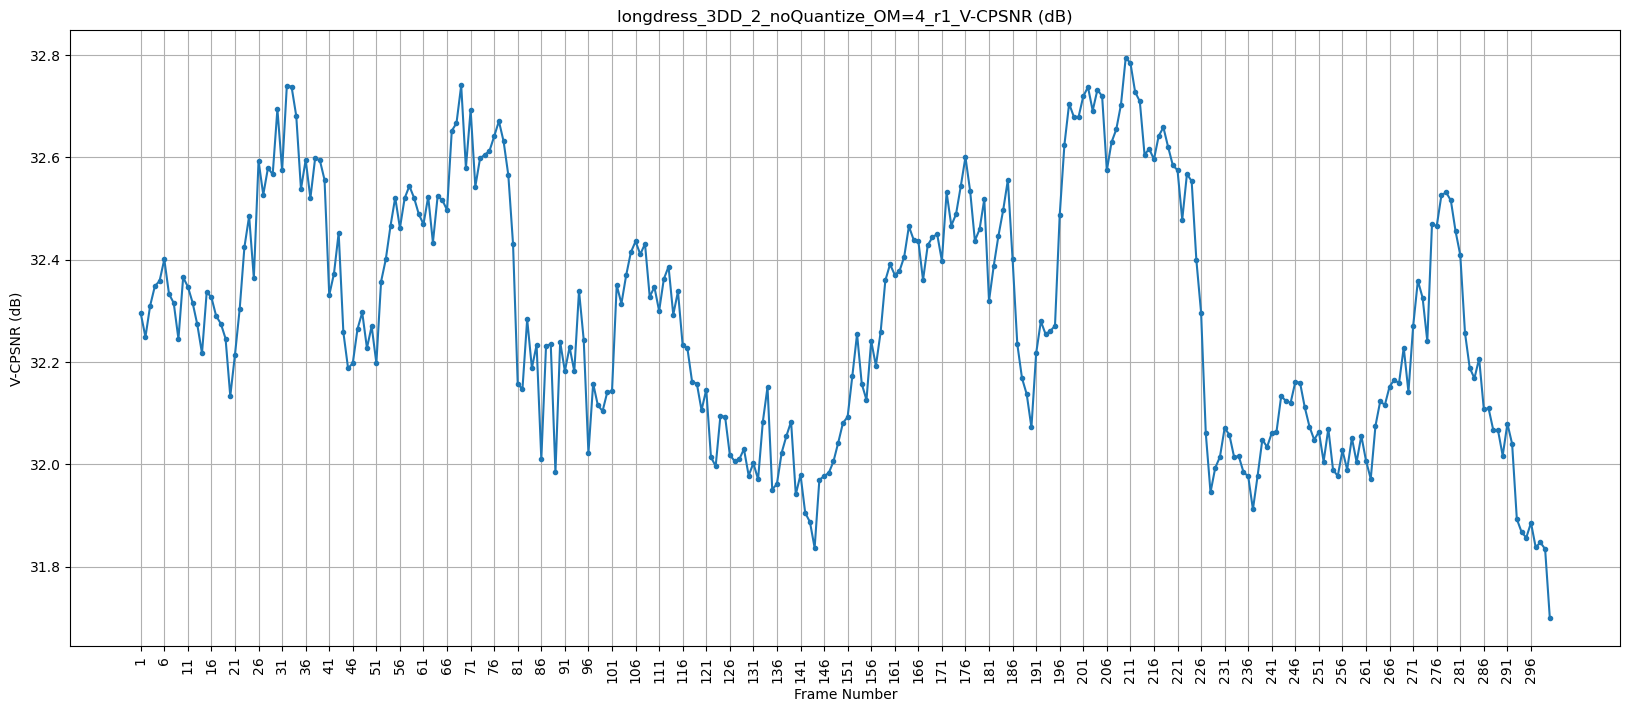 longdress_3DD_2_noQuantize_OM=4_r1_V-CPSNR (dB)
32.8
32.6
32.4
32.2
32.0
31.8
V-CPSNR (dB)
1 6 11 16 21 26 31 36 41 46 51 56 61 66 71 76 81 86 91 96 101 106 111 116 121 126 131 136 141 146 151 156 161 166 171 176 181 186 191 196 201 206 211 216 221 226 231 236 241 246 251 256 261 266 271 276 281 286 291 296
Frame Number